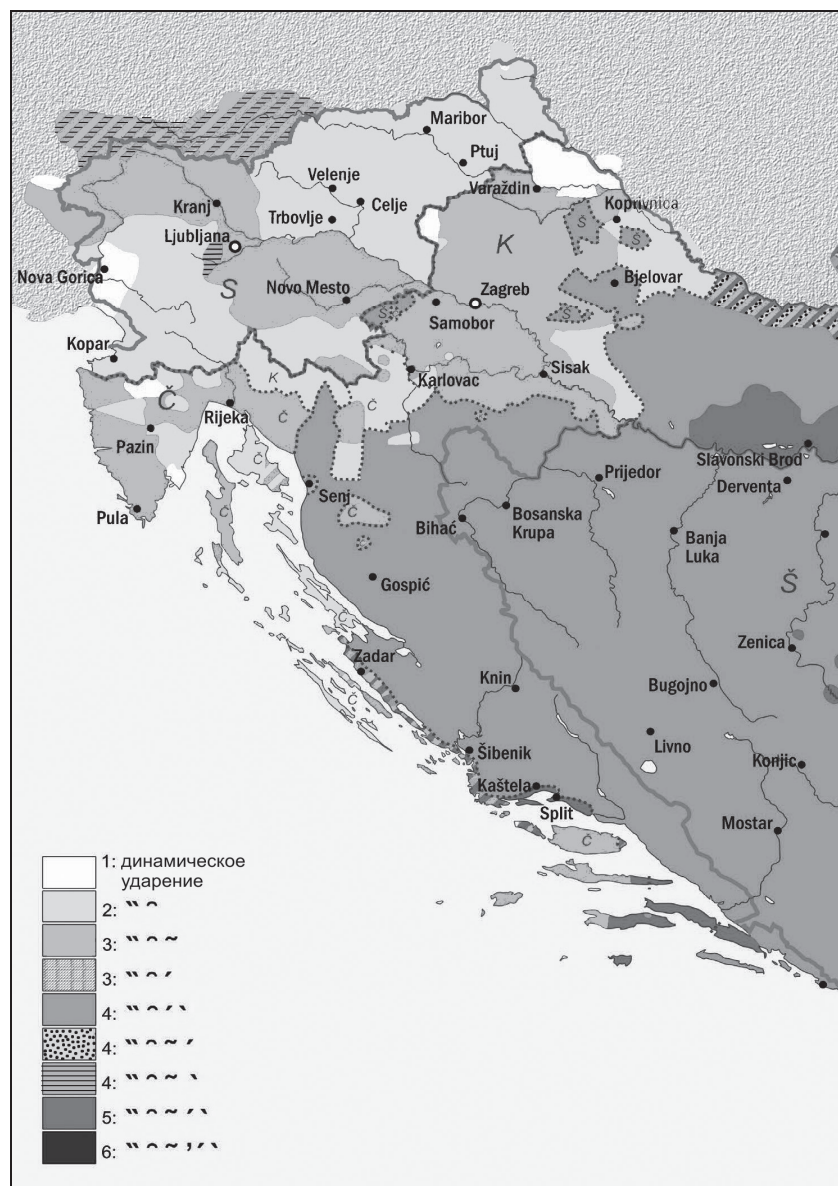 Maribor
Ptuj
Velenje
Varaždin
Kranj
Trbovlje
Celje
Koprivnica
Š
Ljubljana
K
Š
Nova Gorica
S
Bjelovar
Novo Mesto
Zagreb
Š
Samobor
Š
Kopar
Sisak
K
Karlovac
Č
Č
Č
Rijeka
Pazin
Slavonski Brod
Č
Prijedor
Derventa
Senj
Pula
Č
Č
Bosanska
Krupa
Bihać
Banja
Luka
Gospić
Š
Č
Zenica
Zadar
Knin
Bugojno
Č
Livno
Šibenik
Konjic
Kaštela
Split
Mostar
Č
1: динамическое
ударение
2: ̏ ̑
3: ̏ ̑ ~
3: ̏ ̑ ́
4: ̏ ̑ ́ ̀
4: ̏ ̑ ~ ́
4: ̏ ̑ ~ ̀
5: ̏ ̑ ~ ́ ̀
6: ̏ ̑ ~ ̓ ́ ̀